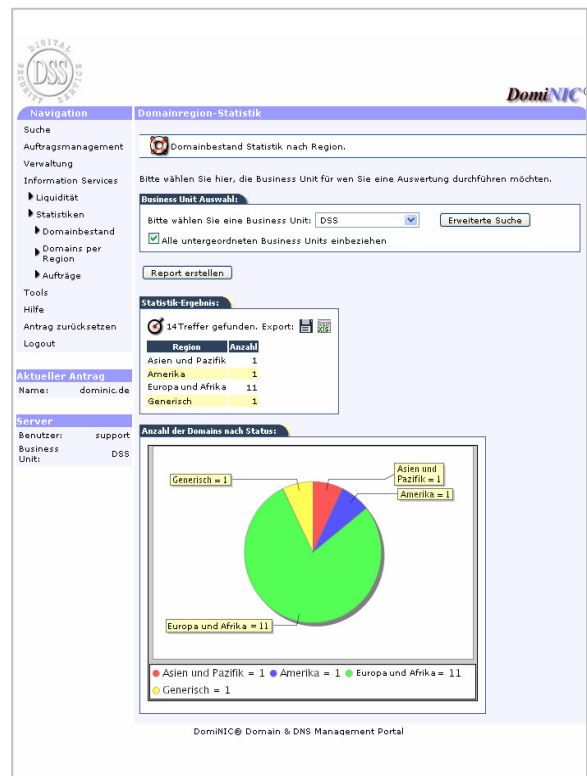 DIGITAL
DSS
SECURITY SERVICE
DomiNIC®
Navigation
Suche
Auftragsmanagement
Verwaltung
Information Services
Liquidität
Statistiken
Domainbestand
Domains per
Region
Aufträge
Tools
Hilfe
Antrag zurücksetzen
Logout
Aktueller Antrag
Name: dominic.de
Server
Benutzer: support
Business
Unit: DSS
Domainregion-Statistik
Domainbestand Statistik nach Region.
Bitte wählen Sie hier, die Business Unit für wen Sie eine Auswertung durchführen möchten.
Business Unit Auswahl:
Bitte wählen Sie eine Business Unit: DSS Erweiterte Suche
Alle untergeordneten Business Units einbeziehen
Report erstellen
Statistik-Ergebnis:
14 Treffer gefunden. Export:
Region Anzahl
Asien und Pazifik 1
Amerika 1
Europa und Afrika 11
Generisch 1
Anzahl der Domains nach Status:
Generisch = 1
Asien und
Pazifik = 1
Amerika = 1
Europa und Afrika = 11
Asien und Pazifik = 1 Amerika = 1 Europa und Afrika = 11
Generisch = 1
DomiNIC® Domain & DNS Management Portal